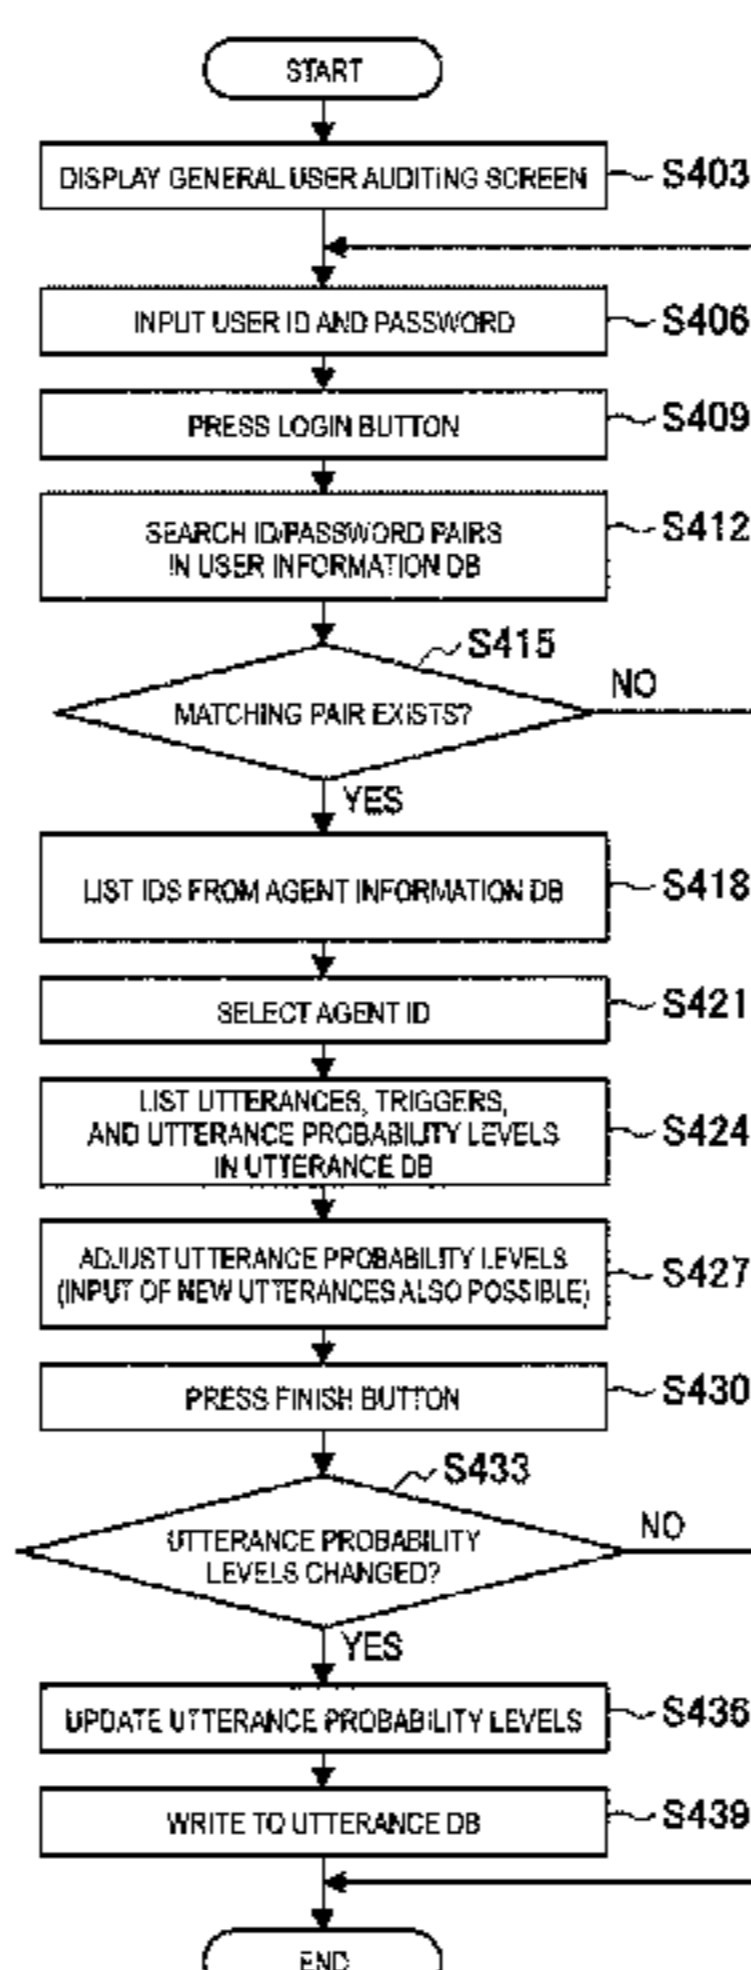 START
DISPLAY GENERAL USER AUDITING SCREEN
S403
INPUT USER ID AND PASSWORD
S406
PRESS LOGIN BUTTON
S409
SEARCH ID/PASSWORD PAIRS
IN USER INFORMATION DB
S412
S415
MATCHING PAIR EXISTS?
NO
YES
LIST IDS FROM AGENT INFORMATION DB
S418
SELECT AGENT ID
S421
LIST UTTERANCES, TRIGGERS,
AND UTTERANCE PROBABILITY LEVELS
IN UTTERANCE DB
S424
ADJUST UTTERANCE PROBABILITY LEVELS
(INPUT OF NEW UTTERANCES ALSO POSSIBLE)
S427
PRESS FINISH BUTTON
S430
S433
UTTERANCE PROBABILITY
LEVELS CHANGED?
NO
YES
UPDATE UTTERANCE PROBABILITY LEVELS
S436
WRITE TO UTTERANCE DB
S439
END